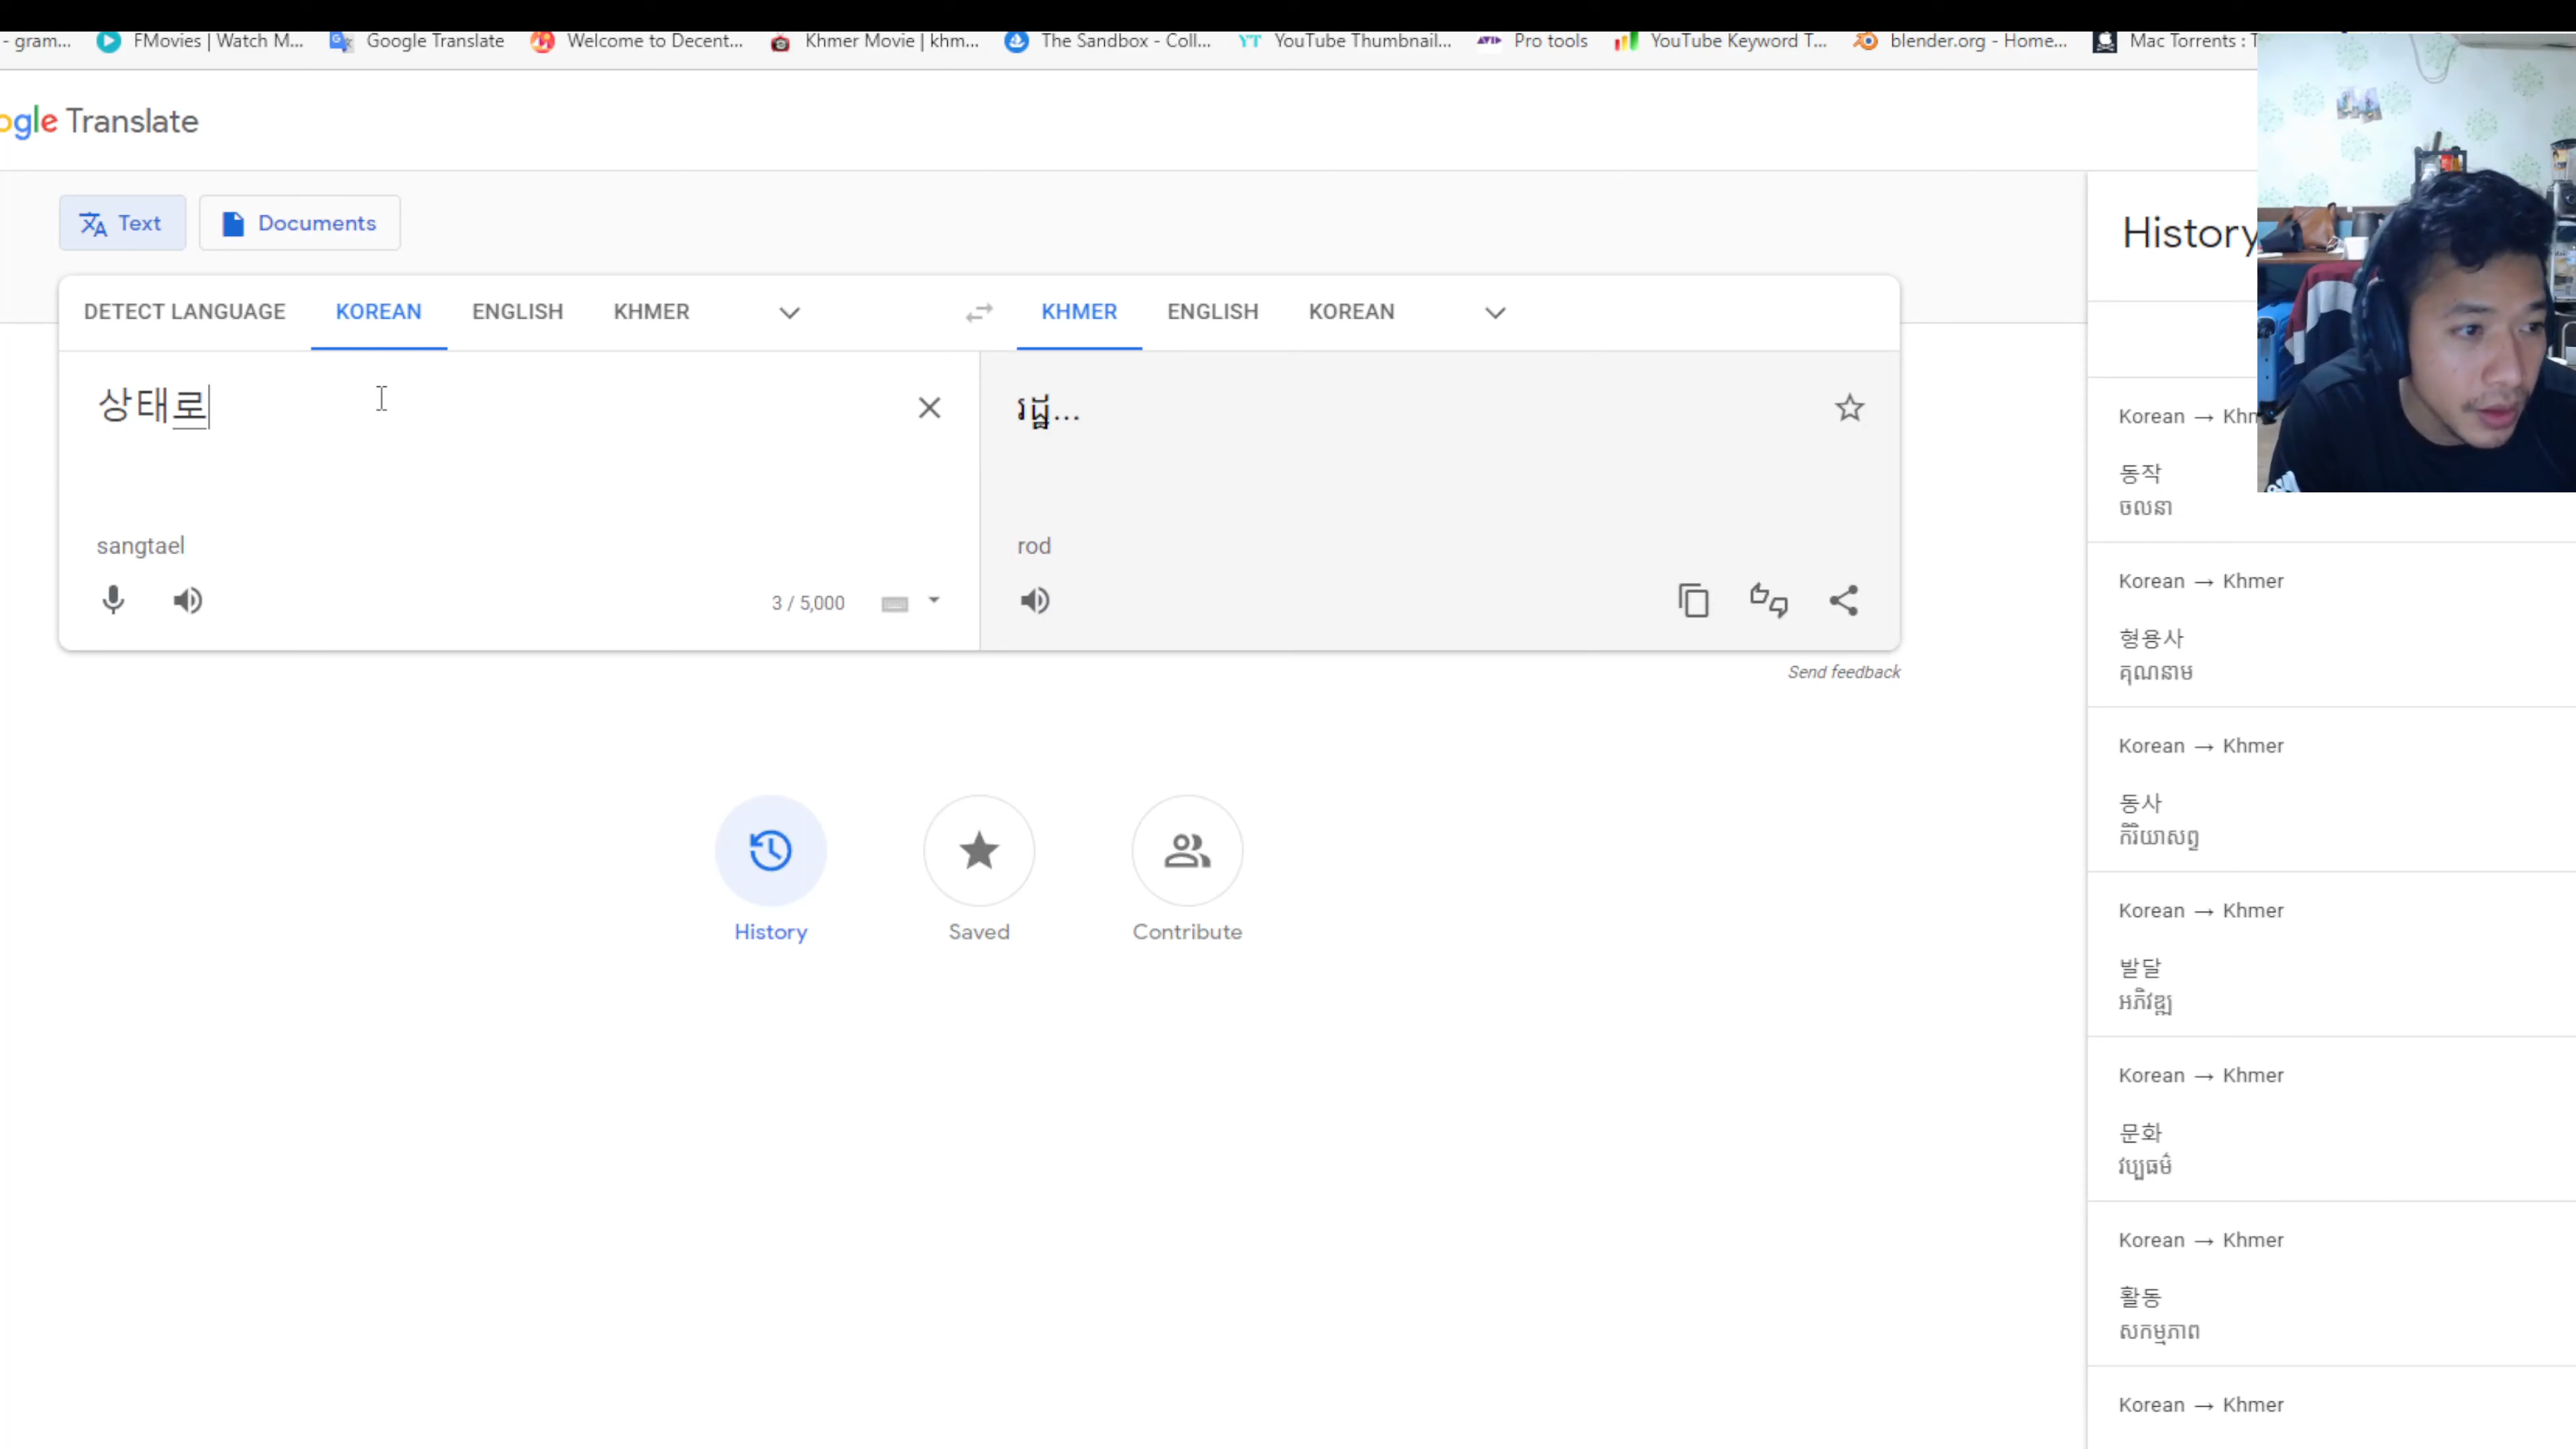 - gram...
FMovies | Watch M...
Google Translate
Welcome to Decent...
Khmer Movie | khm...
The Sandbox - Coll...
YT YouTube Thumbnail...
AVID Pro tools
YouTube Keyword T...
blender.org - Home...
Mac Torrents : T
ogle Translate
Text
Documents
DETECT LANGUAGE
KOREAN
ENGLISH
KHMER
KHMER
ENGLISH
KOREAN
상태로
sangtael
3 / 5,000
រដ្ឋ...
rod
Send feedback
History
Saved
Contribute
History
Korean → Khm
동작
ចលនា
Korean → Khmer
형용사
គុណនាម
Korean → Khmer
동사
កិរិយាសព្ទ
Korean → Khmer
발달
អភិវឌ្ឍ
Korean → Khmer
문화
វប្បធម៌
Korean → Khmer
활동
សកម្មភាព
Korean → Khmer